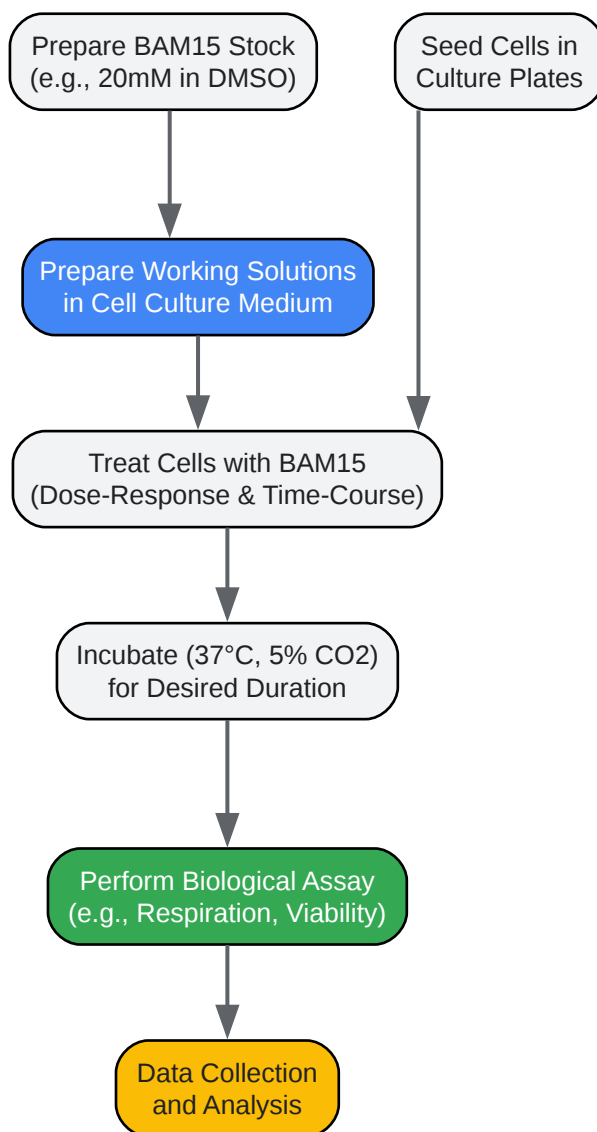 Prepare BAM15 Stock
(e.g., 20mM in DMSO)
Seed Cells in
Culture Plates
Prepare Working Solutions
in Cell Culture Medium
Treat Cells with BAM15
(Dose-Response & Time-Course)
Incubate (37°C, 5% CO2)
for Desired Duration
Perform Biological Assay
(e.g., Respiration, Viability)
Data Collection
and Analysis